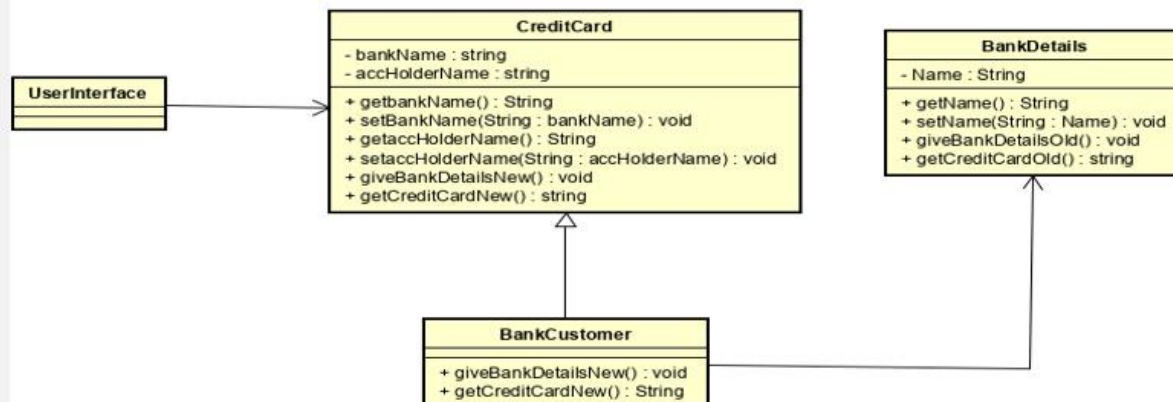 CreditCard
- bankName : string
- accHolderName : string
+ getbankName() : String
+ setBankName(String : bankName) : void
+ getaccHolderName() : String
+ setaccHolderName(String : accHolderName) : void
+ giveBankDetailsNew() : void
+ getCreditCardNew() : string
UserInterface
BankDetails
- Name : String
+ getName() : String
+ setName(String : Name) : void
+ giveBankDetailsOld() : void
+ getCreditCardOld() : string
BankCustomer
+ giveBankDetailsNew() : void
+ getCreditCardNew() : String